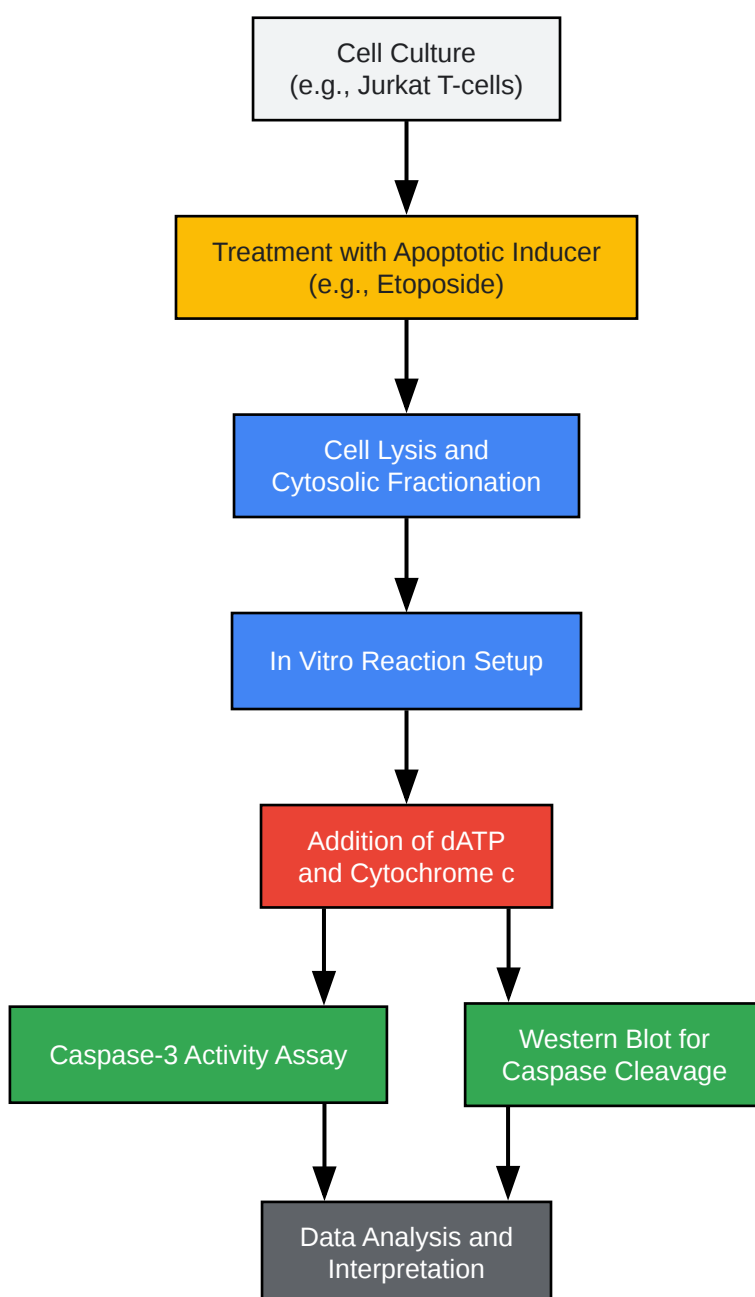 Cell Culture
(e.g., Jurkat T-cells)
Treatment with Apoptotic Inducer
(e.g., Etoposide)
Cell Lysis and
Cytosolic Fractionation
In Vitro Reaction Setup
Addition of dATP
and Cytochrome c
Caspase-3 Activity Assay
Western Blot for
Caspase Cleavage
Data Analysis and
Interpretation